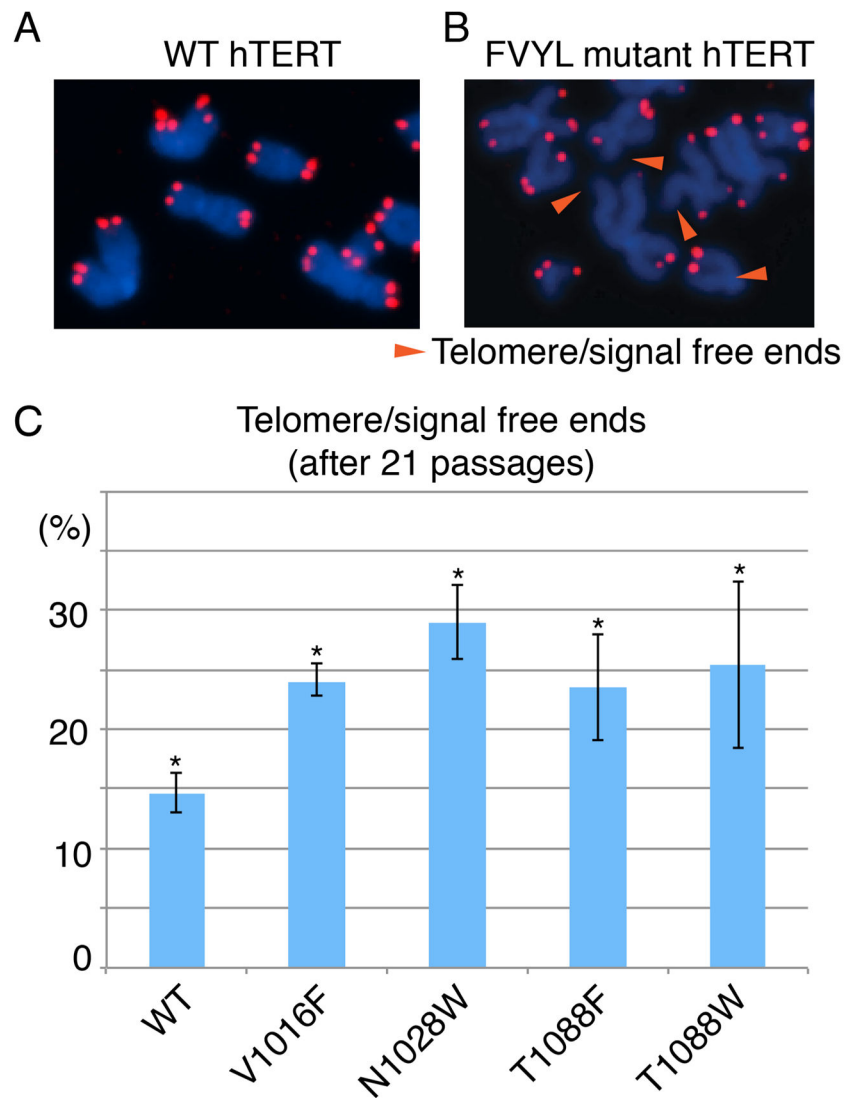 A
WT hTERT
B
FVYL mutant hTERT
Telomere/signal free ends
C
Telomere/signal free ends
(after 21 passages)
(%)
30
20
10
0
*
*
*
*
*
WT
V1016F
N1028W
T1088F
T1088W